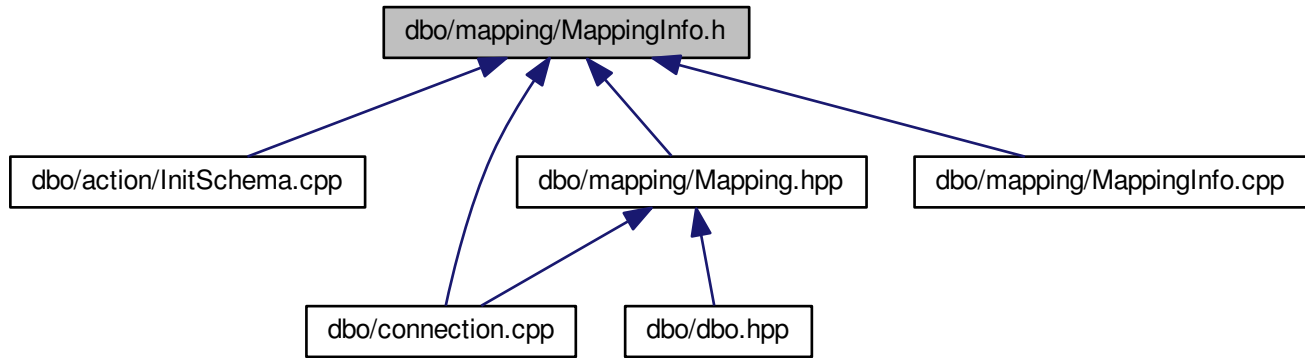 dbo/mapping/MappingInfo.h
dbo/action/InitSchema.cpp
dbo/mapping/Mapping.hpp
dbo/mapping/MappingInfo.cpp
dbo/connection.cpp
dbo/dbo.hpp